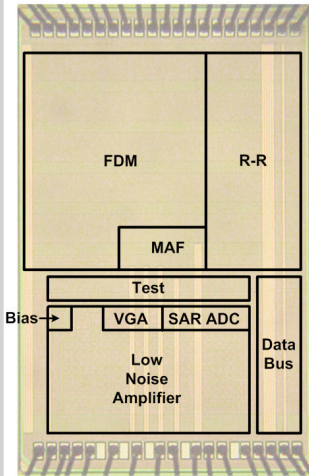 FDM
R-R
MAF
Test
Bias
VGA
SAR ADC
Data
Bus
Low
Noise
Amplifier